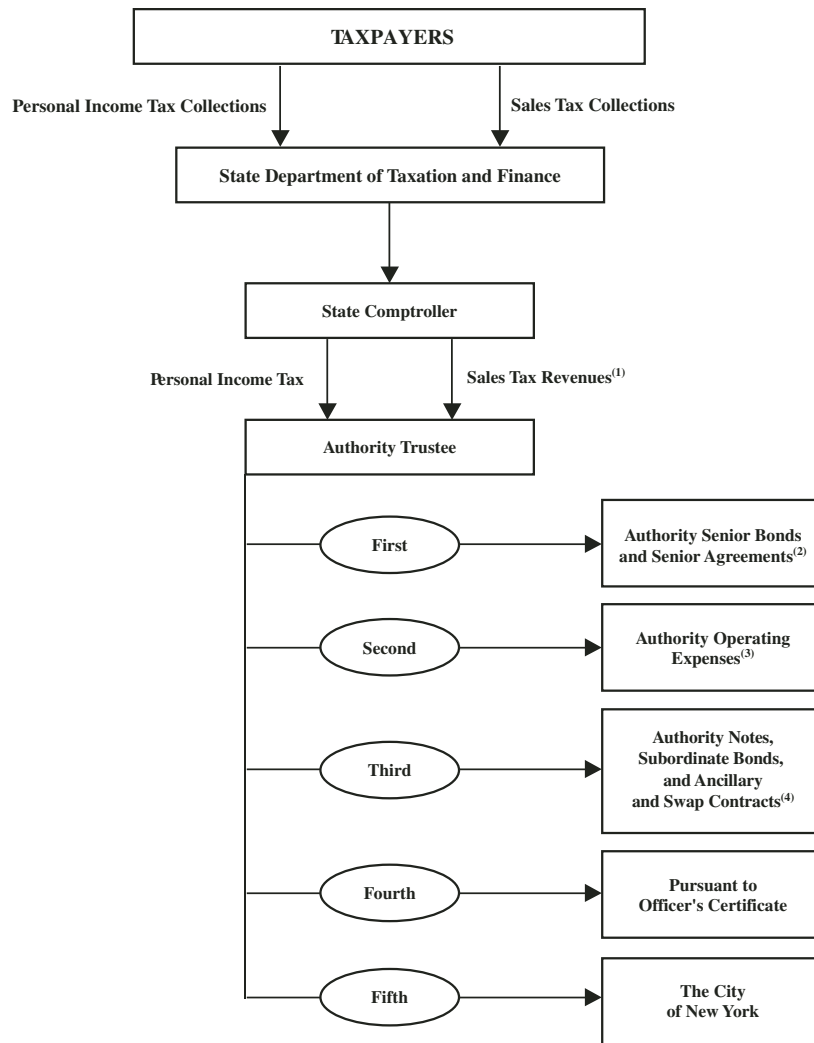 TAXPAYERS
Personal Income Tax Collections
Sales Tax Collections
State Department of Taxation and Finance
State Comptroller
Personal Income Tax
Sales Tax Revenues(1)
Authority Trustee
First
Authority Senior Bonds
and Senior Agreements(2)
Second
Authority Operating
Expenses(3)
Third
Authority Notes,
Subordinate Bonds,
and Ancillary
and Swap Contracts(4)
Fourth
Pursuant to
Officer's Certificate
Fifth
The City
of New York